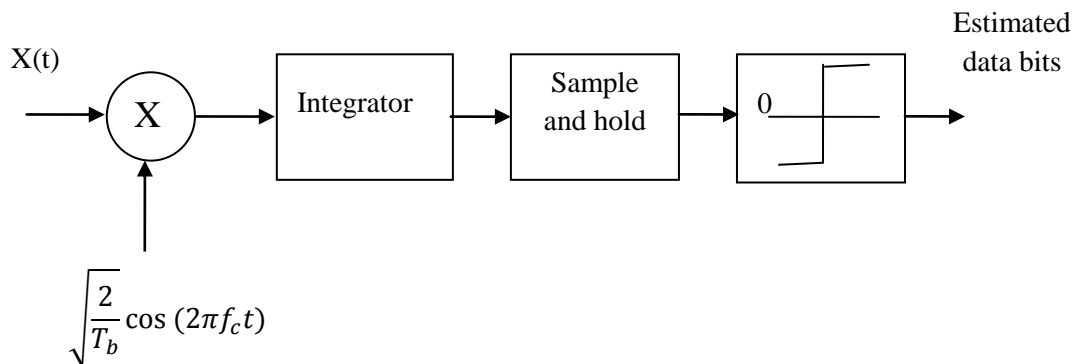 Estimated
data bits
X(t)
X
Integrator
Sample
and hold
0
√(2/T_b) cos (2πf_c t)